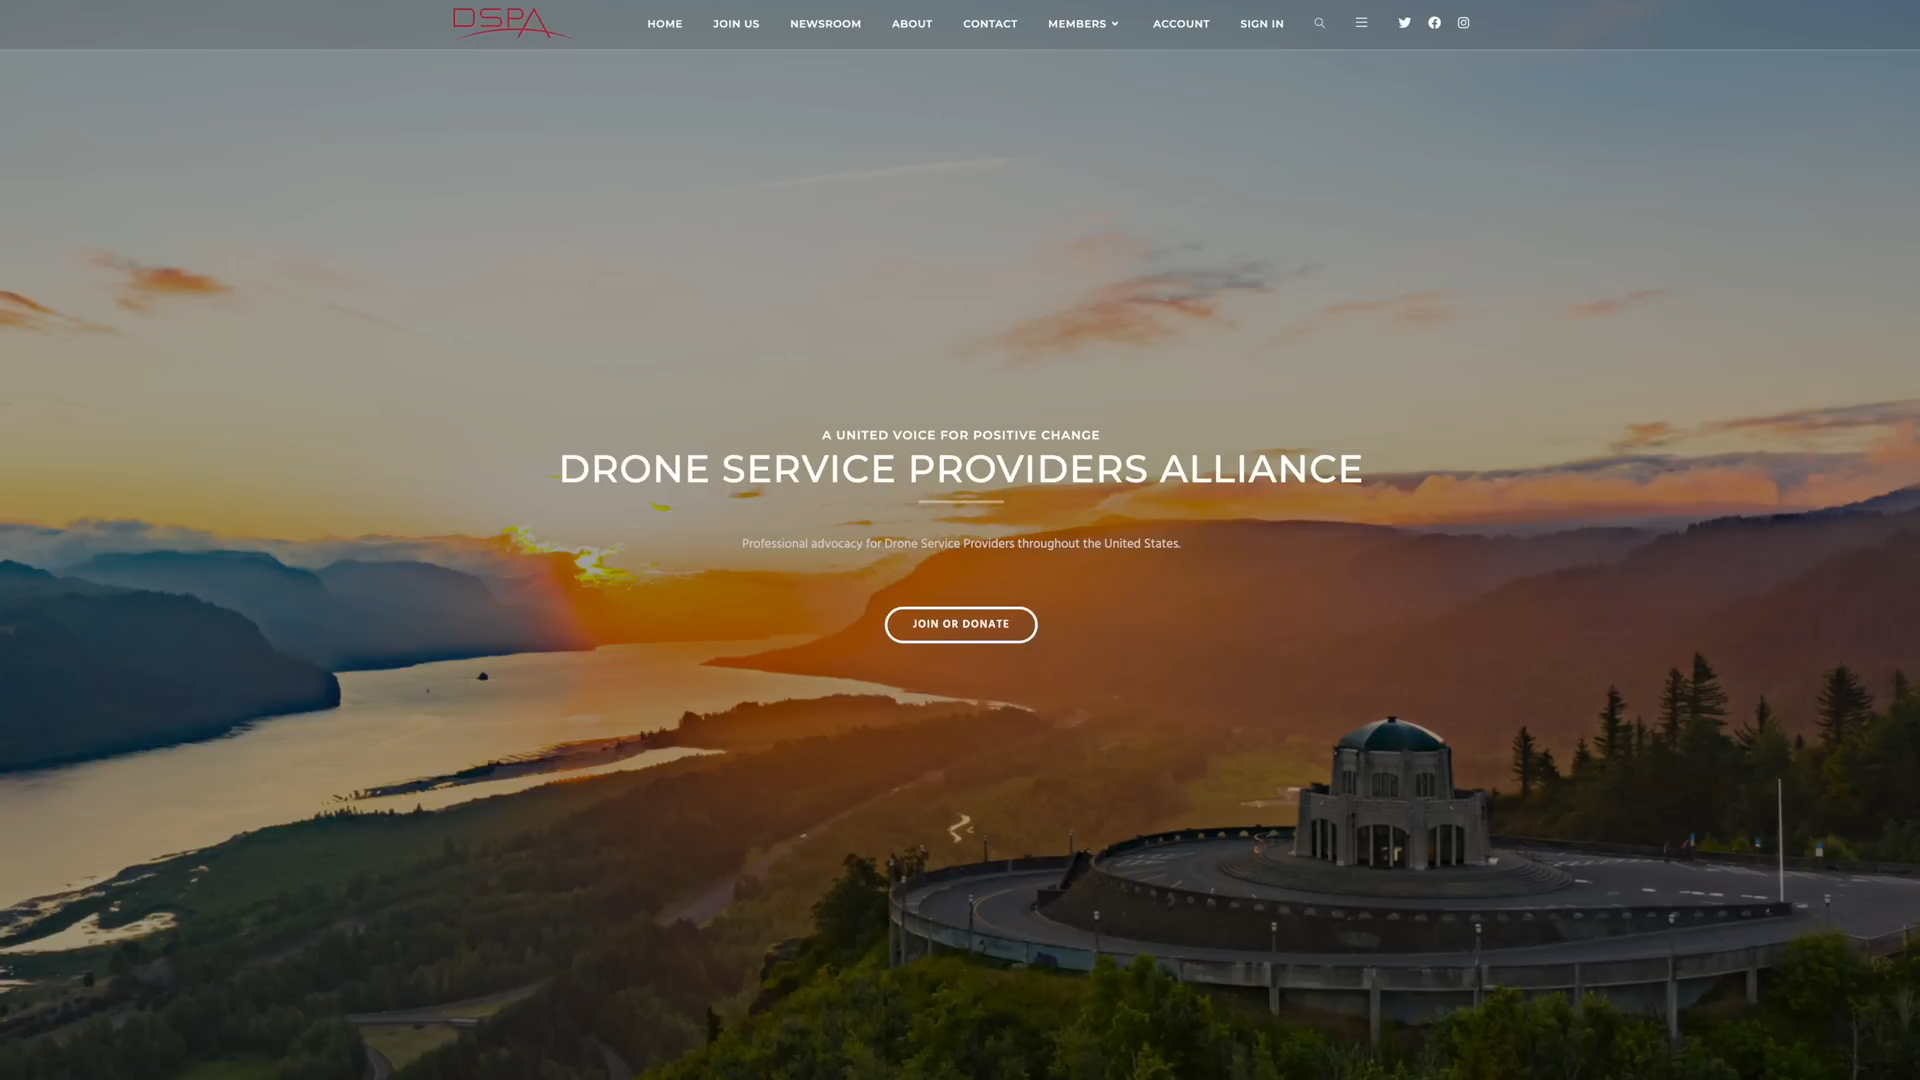 DSPA
HOME JOIN US NEWSROOM ABOUT CONTACT MEMBERS ACCOUNT SIGN IN
A UNITED VOICE FOR POSITIVE CHANGE
DRONE SERVICE PROVIDERS ALLIANCE
Professional advocacy for Drone Service Providers throughout the United States.
JOIN OR DONATE